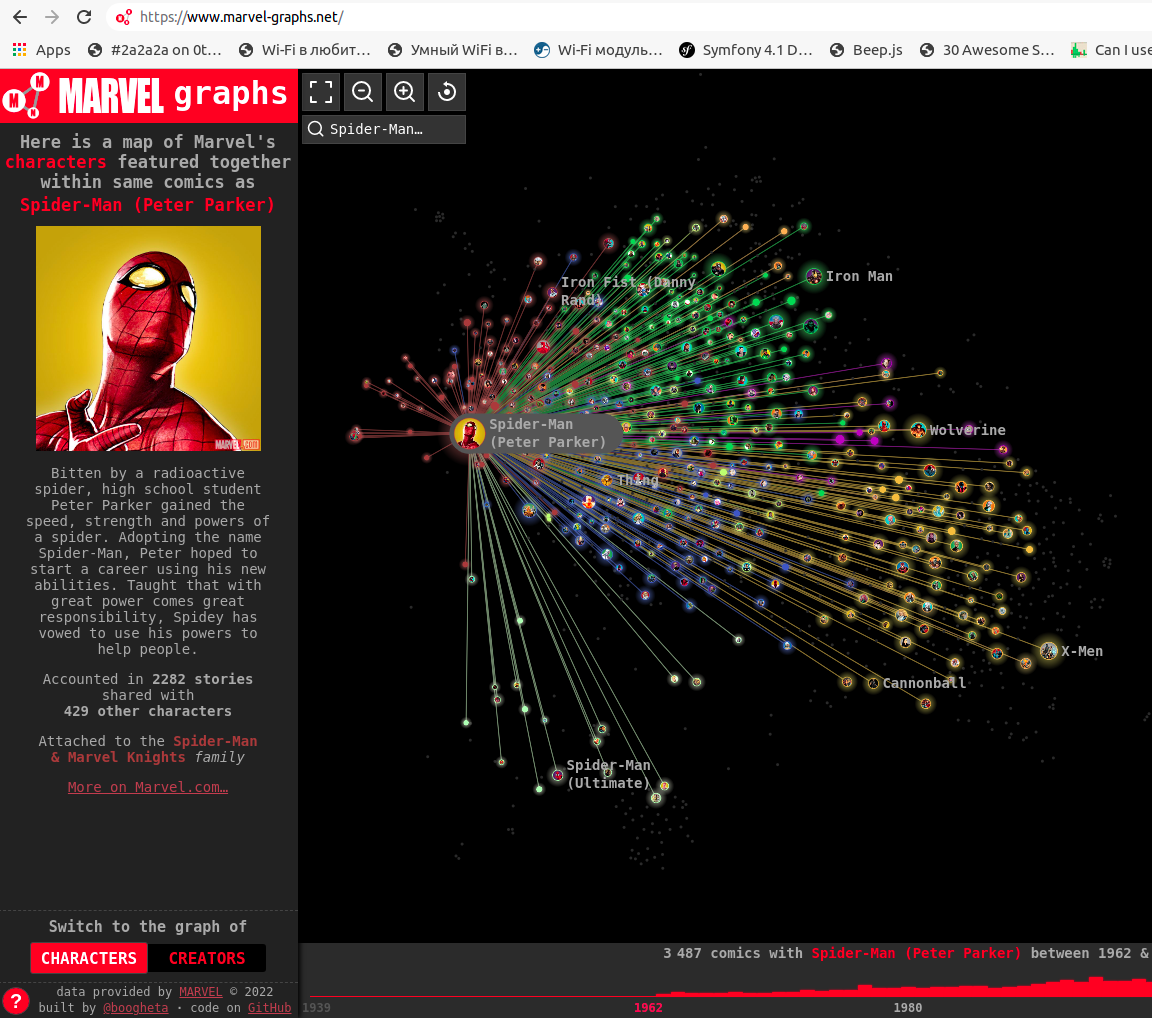 https://www.marvel-graphs.net/
Apps
#2a2a2a on 0t…
Wi-Fi в любит…
Умный WiFi в…
Wi-Fi модуль…
Symfony 4.1 D…
Beep.js
30 Awesome S…
Can I use
MARVEL graphs
Here is a map of Marvel's
characters featured together
within same comics as
Spider-Man (Peter Parker)
MARVEL.COM
Bitten by a radioactive
spider, high school student
Peter Parker gained the
speed, strength and powers of
a spider. Adopting the name
Spider-Man, Peter hoped to
start a career using his new
abilities. Taught that with
great power comes great
responsibility, Spidey has
vowed to use his powers to
help people.
Accounted in 2282 stories
shared with
429 other characters
Attached to the Spider-Man
& Marvel Knights family
More on Marvel.com…
Switch to the graph of
CHARACTERS CREATORS
?
data provided by MARVEL © 2022
built by @boogheta · code on GitHub
Spider-Man…
Iron Fist (Danny
Rand)
Iron Man
Spider-Man
(Peter Parker)
Wolverine
Thing
X-Men
Cannonball
Spider-Man
(Ultimate)
3 487 comics with Spider-Man (Peter Parker) between 1962 &
1939 1962 1980